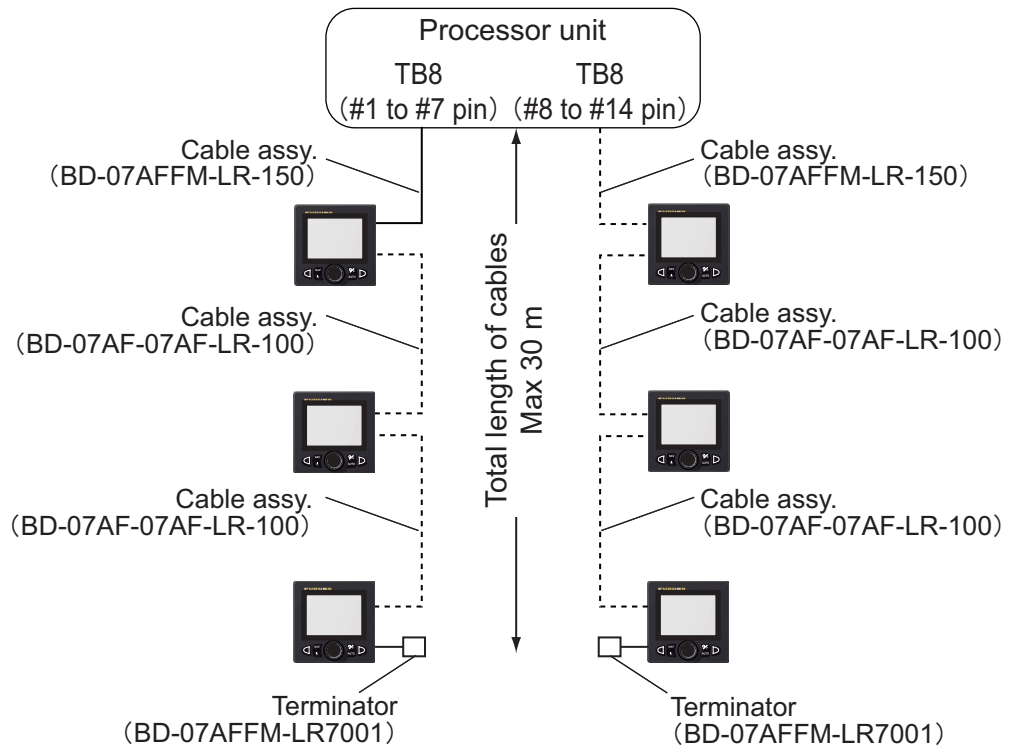 Processor unit
TB8
TB8
(#1 to #7 pin)
(#8 to #14 pin)
Cable assy.
(BD-07AFFM-LR-150)
Cable assy.
(BD-07AFFM-LR-150)
Total length of cables
Max 30 m
Cable assy.
(BD-07AF-07AF-LR-100)
Cable assy.
(BD-07AF-07AF-LR-100)
Cable assy.
(BD-07AF-07AF-LR-100)
Cable assy.
(BD-07AF-07AF-LR-100)
Terminator
(BD-07AFFM-LR7001)
Terminator
(BD-07AFFM-LR7001)